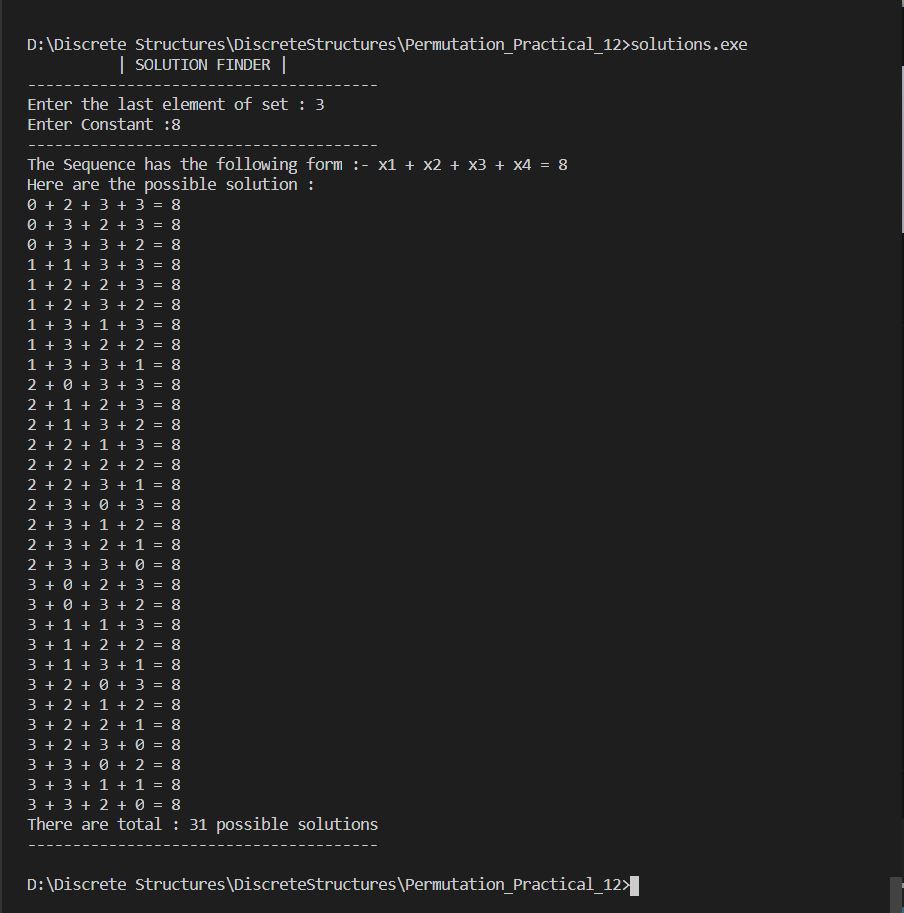 D:\Discrete Structures\DiscreteStructures\Permutation_Practical_12>solutions.exe
| SOLUTION FINDER |
---------------------------------------
Enter the last element of set : 3
Enter Constant :8
---------------------------------------
The Sequence has the following form :- x1 + x2 + x3 + x4 = 8
Here are the possible solution :
0 + 2 + 3 + 3 = 8
0 + 3 + 2 + 3 = 8
0 + 3 + 3 + 2 = 8
1 + 1 + 3 + 3 = 8
1 + 2 + 2 + 3 = 8
1 + 2 + 3 + 2 = 8
1 + 3 + 1 + 3 = 8
1 + 3 + 2 + 2 = 8
1 + 3 + 3 + 1 = 8
2 + 0 + 3 + 3 = 8
2 + 1 + 2 + 3 = 8
2 + 1 + 3 + 2 = 8
2 + 2 + 1 + 3 = 8
2 + 2 + 2 + 2 = 8
2 + 2 + 3 + 1 = 8
2 + 3 + 0 + 3 = 8
2 + 3 + 1 + 2 = 8
2 + 3 + 2 + 1 = 8
2 + 3 + 3 + 0 = 8
3 + 0 + 2 + 3 = 8
3 + 0 + 3 + 2 = 8
3 + 1 + 1 + 3 = 8
3 + 1 + 2 + 2 = 8
3 + 1 + 3 + 1 = 8
3 + 2 + 0 + 3 = 8
3 + 2 + 1 + 2 = 8
3 + 2 + 2 + 1 = 8
3 + 2 + 3 + 0 = 8
3 + 3 + 0 + 2 = 8
3 + 3 + 1 + 1 = 8
3 + 3 + 2 + 0 = 8
There are total : 31 possible solutions
---------------------------------------
D:\Discrete Structures\DiscreteStructures\Permutation_Practical_12>